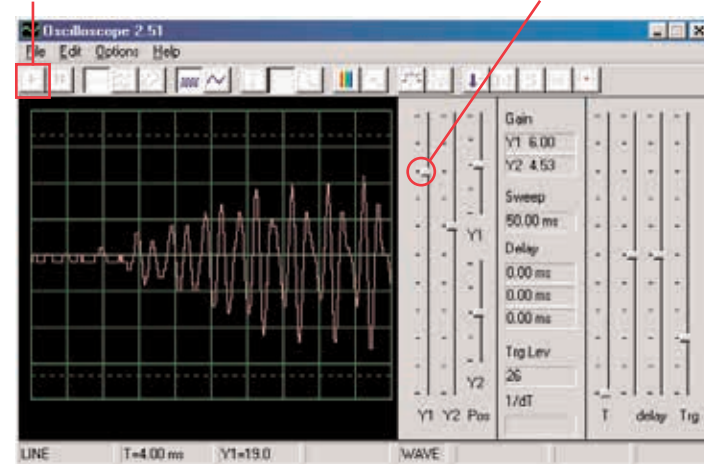 Oscilloscope 2.51
File Edit Options Help
Gain
Y1 6.00
Y2 4.53
Sweep
50.00 ms
Delay
0.00 ms
0.00 ms
0.00 ms
Trg Lev
26
1/dT
Y1
Y2
Y1 Y2 Pos
T delay Trg
LINE T=4.00 ms Y1=19.0 WAVE